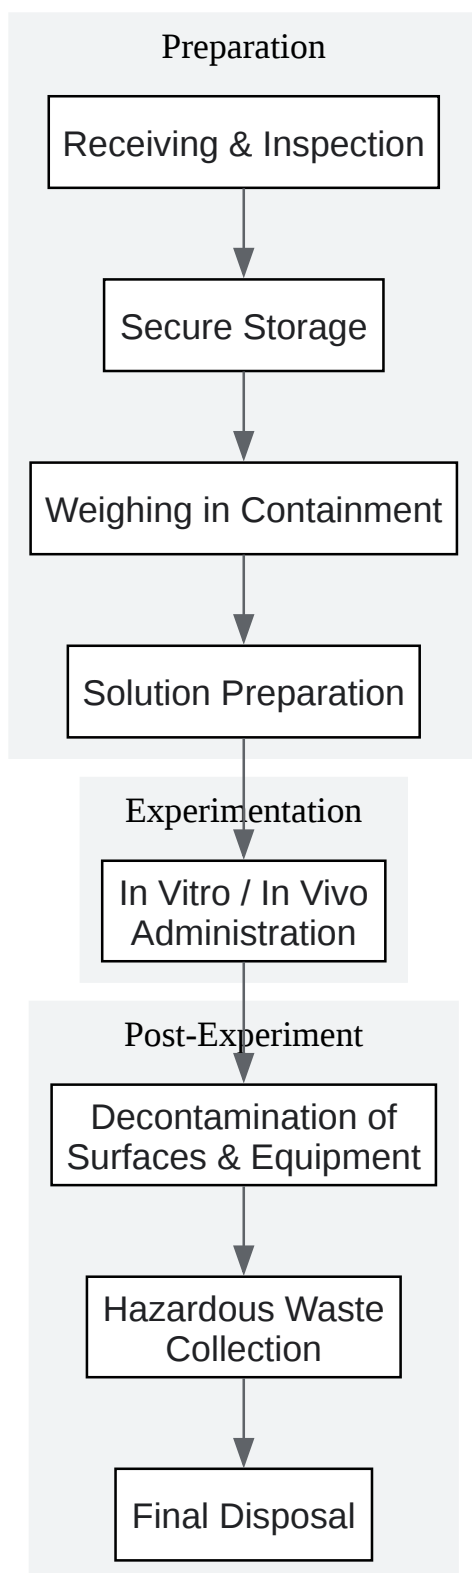 Preparation
Receiving & Inspection
Secure Storage
Weighing in Containment
Solution Preparation
Experimentation
In Vitro / In Vivo
Administration
Post-Experiment
Decontamination of
Surfaces & Equipment
Hazardous Waste
Collection
Final Disposal